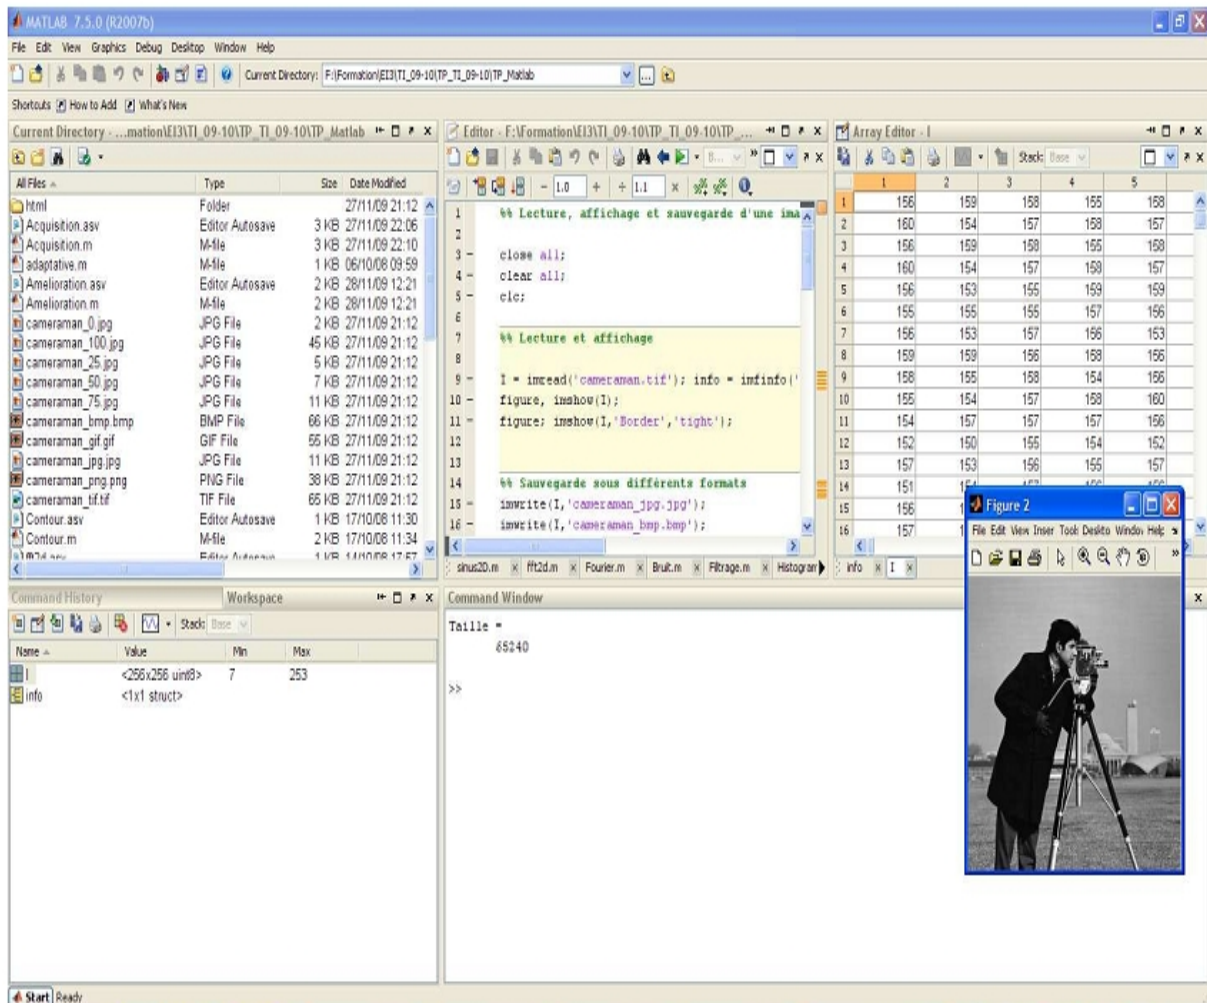 MATLAB 7.5.0 (R2007b)
File Edit View Graphics Debug Desktop Window Help
Current Directory: F:\Formation\EI3\TI_09-10\TP_TI_09-10\TP_Matlab
Shortcuts How to Add What's New
Current Directory - ...mation\EI3\TI_09-10\TP_TI_09-10\TP_Matlab
All Files Type Size Date Modified
html Folder 27/11/09 21:12
Acquisition.asv Editor Autosave 3 KB 27/11/09 22:06
Acquisition.m M-file 3 KB 27/11/09 22:10
adaptative.m M-file 1 KB 06/10/08 09:59
Amelioration.asv Editor Autosave 2 KB 28/11/09 12:21
Amelioration.m M-file 2 KB 28/11/09 12:21
cameraman_0.jpg JPG File 2 KB 27/11/09 21:12
cameraman_100.jpg JPG File 45 KB 27/11/09 21:12
cameraman_25.jpg JPG File 5 KB 27/11/09 21:12
cameraman_50.jpg JPG File 7 KB 27/11/09 21:12
cameraman_75.jpg JPG File 11 KB 27/11/09 21:12
cameraman_bmp.bmp BMP File 66 KB 27/11/09 21:12
cameraman_gif.gif GIF File 55 KB 27/11/09 21:12
cameraman_jpg.jpg JPG File 11 KB 27/11/09 21:12
cameraman_png.png PNG File 38 KB 27/11/09 21:12
cameraman_tif.tif TIF File 65 KB 27/11/09 21:12
Contour.asv Editor Autosave 1 KB 17/10/08 11:30
Contour.m M-file 2 KB 17/10/08 11:34
Editor - F:\Formation\EI3\TI_09-10\TP_TI_09-10\TP_...
B...
- 1.0 + ÷ 1.1 ×
1 %% Lecture, affichage et sauvegarde d'une ima
2
3 - close all;
4 - clear all;
5 - clc;
6
7 %% Lecture et affichage
8
9 - I = imread('cameraman.tif'); info = imfinfo('
10 - figure, imshow(I);
11 - figure; imshow(I,'Border','tight');
12
13
14 %% Sauvegarde sous différents formats
15 - imwrite(I,'cameraman_jpg.jpg');
16 - imwrite(I,'cameraman_bmp.bmp');
sinus2D.m fft2d.m Fourier.m Bruit.m Filtrage.m Histogram
Array Editor - I
Stack: Base
1 2 3 4 5
1 156 159 158 155 158
2 160 154 157 158 157
3 156 159 158 155 158
4 160 154 157 158 157
5 156 153 155 159 159
6 155 155 155 157 156
7 156 153 157 156 153
8 159 159 156 158 156
9 158 155 158 154 156
10 155 154 157 158 160
11 154 157 157 157 156
12 152 150 155 154 152
13 157 153 156 155 157
14 151
15 156
16 157
info I
Figure 2
File Edit View Inser Took Deskto Window Help
Command History Workspace
Stack: Base
Name Value Min Max
I <256x256 uint8> 7 253
info <1x1 struct>
Command Window
Taille =
65240
>>
Start Ready